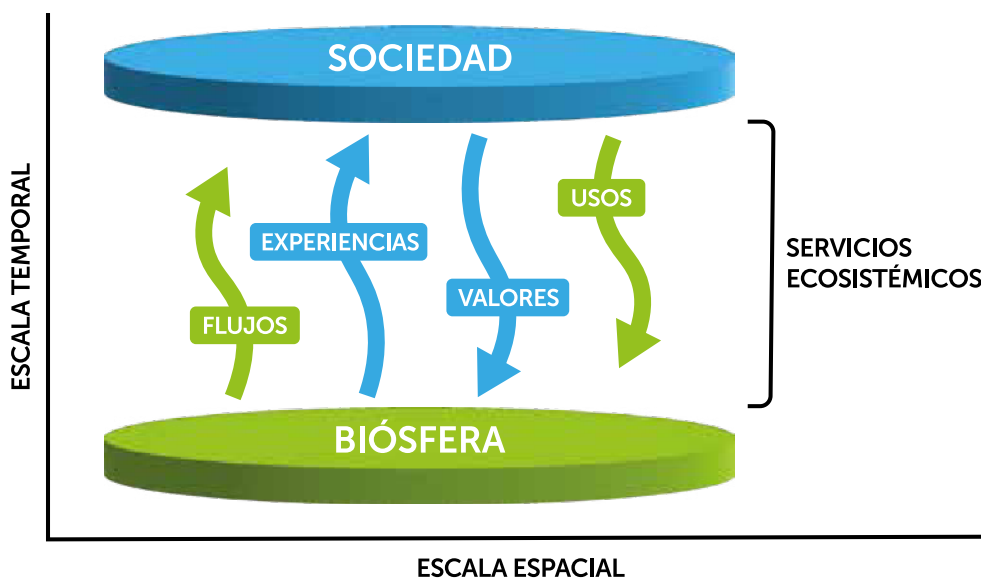 SOCIEDAD
ESCALA TEMPORAL
USOS
EXPERIENCIAS
SERVICIOS
ECOSISTÉMICOS
VALORES
FLUJOS
BIÓSFERA
ESCALA ESPACIAL